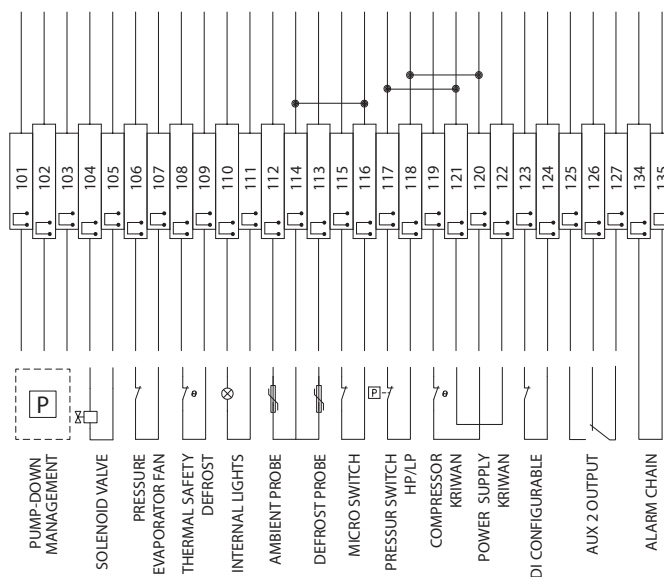 101
102
103
104
105
106
107
108
109
110
111
112
114
113
115
116
117
118
119
121
120
122
123
124
125
126
127
134
135
P
θ
P
θ
PUMP-DOWN
MANAGEMENT
SOLENOID VALVE
PRESSURE
EVAPORATOR FAN
THERMAL SAFETY
DEFROST
INTERNAL LIGHTS
AMBIENT PROBE
DEFROST PROBE
MICRO SWITCH
PRESSUR SWITCH
HP/LP
COMPRESSOR
KRIWAN
POWER SUPPLY
KRIWAN
DI CONFIGURABLE
AUX 2 OUTPUT
ALARM CHAIN